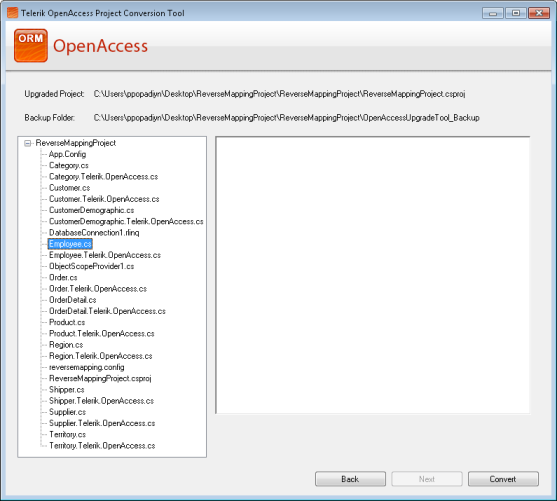 Telerik OpenAccess Project Conversion Tool
ORM
OpenAccess
Upgraded Project: C:\Users\ppopadiyn\Desktop\ReverseMappingProject\ReverseMappingProject\ReverseMappingProject.csproj
Backup Folder: C:\Users\ppopadiyn\Desktop\ReverseMappingProject\ReverseMappingProject\OpenAccessUpgradeTool_Backup
ReverseMappingProject
App.Config
Category.cs
Category.Telerik.OpenAccess.cs
Customer.cs
Customer.Telerik.OpenAccess.cs
CustomerDemographic.cs
CustomerDemographic.Telerik.OpenAccess.cs
DatabaseConnection1.rlinq
Employee.cs
Employee.Telerik.OpenAccess.cs
ObjectScopeProvider1.cs
Order.cs
Order.Telerik.OpenAccess.cs
OrderDetail.cs
OrderDetail.Telerik.OpenAccess.cs
Product.cs
Product.Telerik.OpenAccess.cs
Region.cs
Region.Telerik.OpenAccess.cs
reversemapping.config
ReverseMappingProject.csproj
Shipper.cs
Shipper.Telerik.OpenAccess.cs
Supplier.cs
Supplier.Telerik.OpenAccess.cs
Territory.cs
Territory.Telerik.OpenAccess.cs
Back
Next
Convert